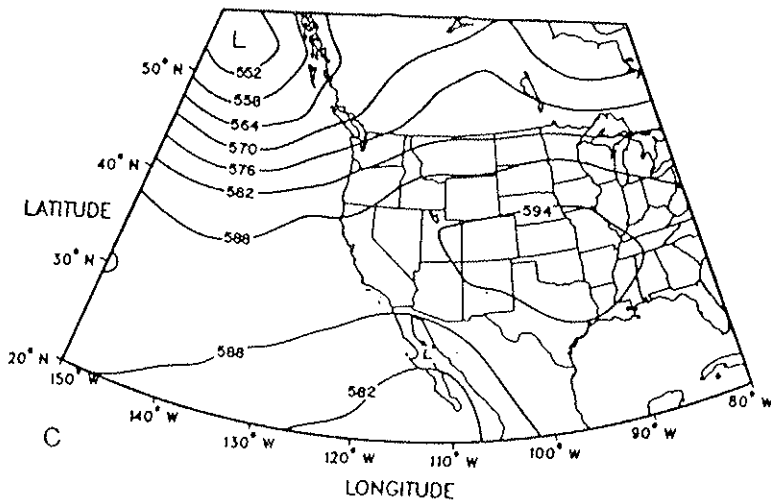 L
552
50° N
558
564
570
576
40° N
582
LATITUDE
594
588
30° N
588
L
20° N
150° W
582
80° W
C
140° W
90° W
130° W
100° W
120° W
110° W
LONGITUDE